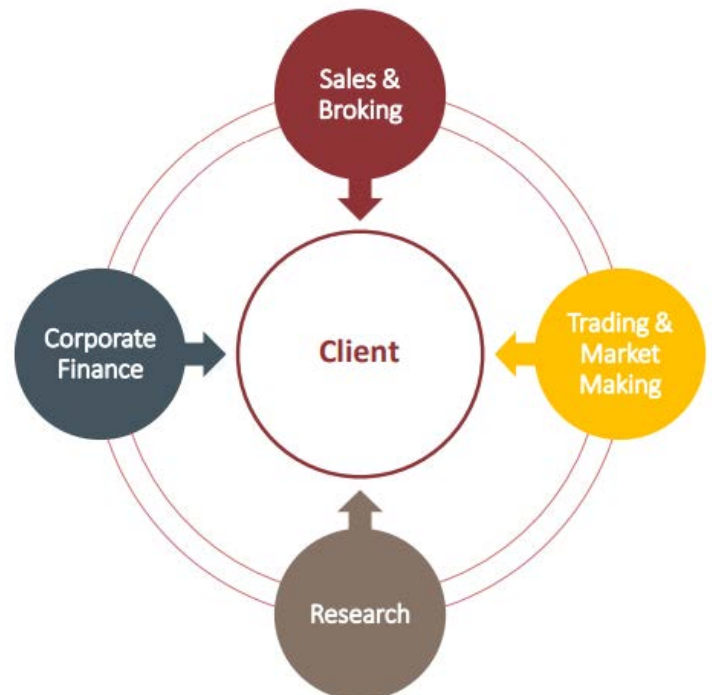 Sales &
Broking
Corporate
Finance
Client
Trading &
Market
Making
Research